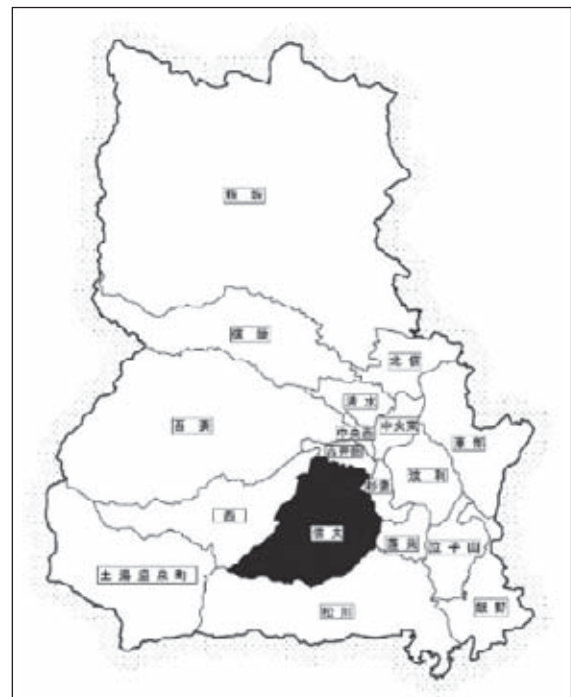 飯 坂
信 陵
北 信
清 水
吾 妻
中央東
中央西
東 部
吉井田
渡 利
杉妻
西
信 夫
蓬 萊
立 子 山
土 湯 温 泉 町
飯 野
松 川